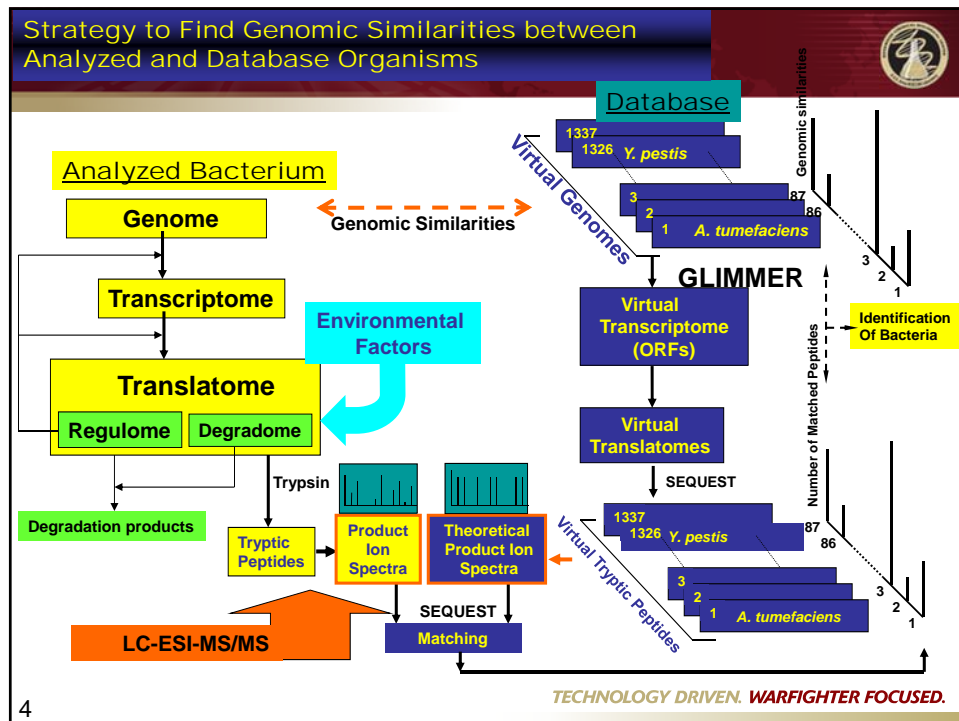 Strategy to Find Genomic Similarities between
Analyzed and Database Organisms
Database
Analyzed Bacterium
Genome
Transcriptome
Translatome
Regulome
Degradome
Environmental
Factors
Genomic Similarities
Trypsin
Degradation products
Tryptic
Peptides
Product
Ion
Spectra
Theoretical
Product Ion
Spectra
LC-ESI-MS/MS
SEQUEST
Matching
Virtual Genomes
1337
1326
Y. pestis
3
2
1
A. tumefaciens
GLIMMER
Virtual
Transcriptome
(ORFs)
Virtual
Translatomes
SEQUEST
Virtual Tryptic Peptides
1337
1326
Y. pestis
3
2
1
A. tumefaciens
Genomic similarities
87
86
3
2
1
Identification
Of Bacteria
Number of Matched Peptides
87
86
3
2
1
TECHNOLOGY DRIVEN. WARFIGHTER FOCUSED.
4